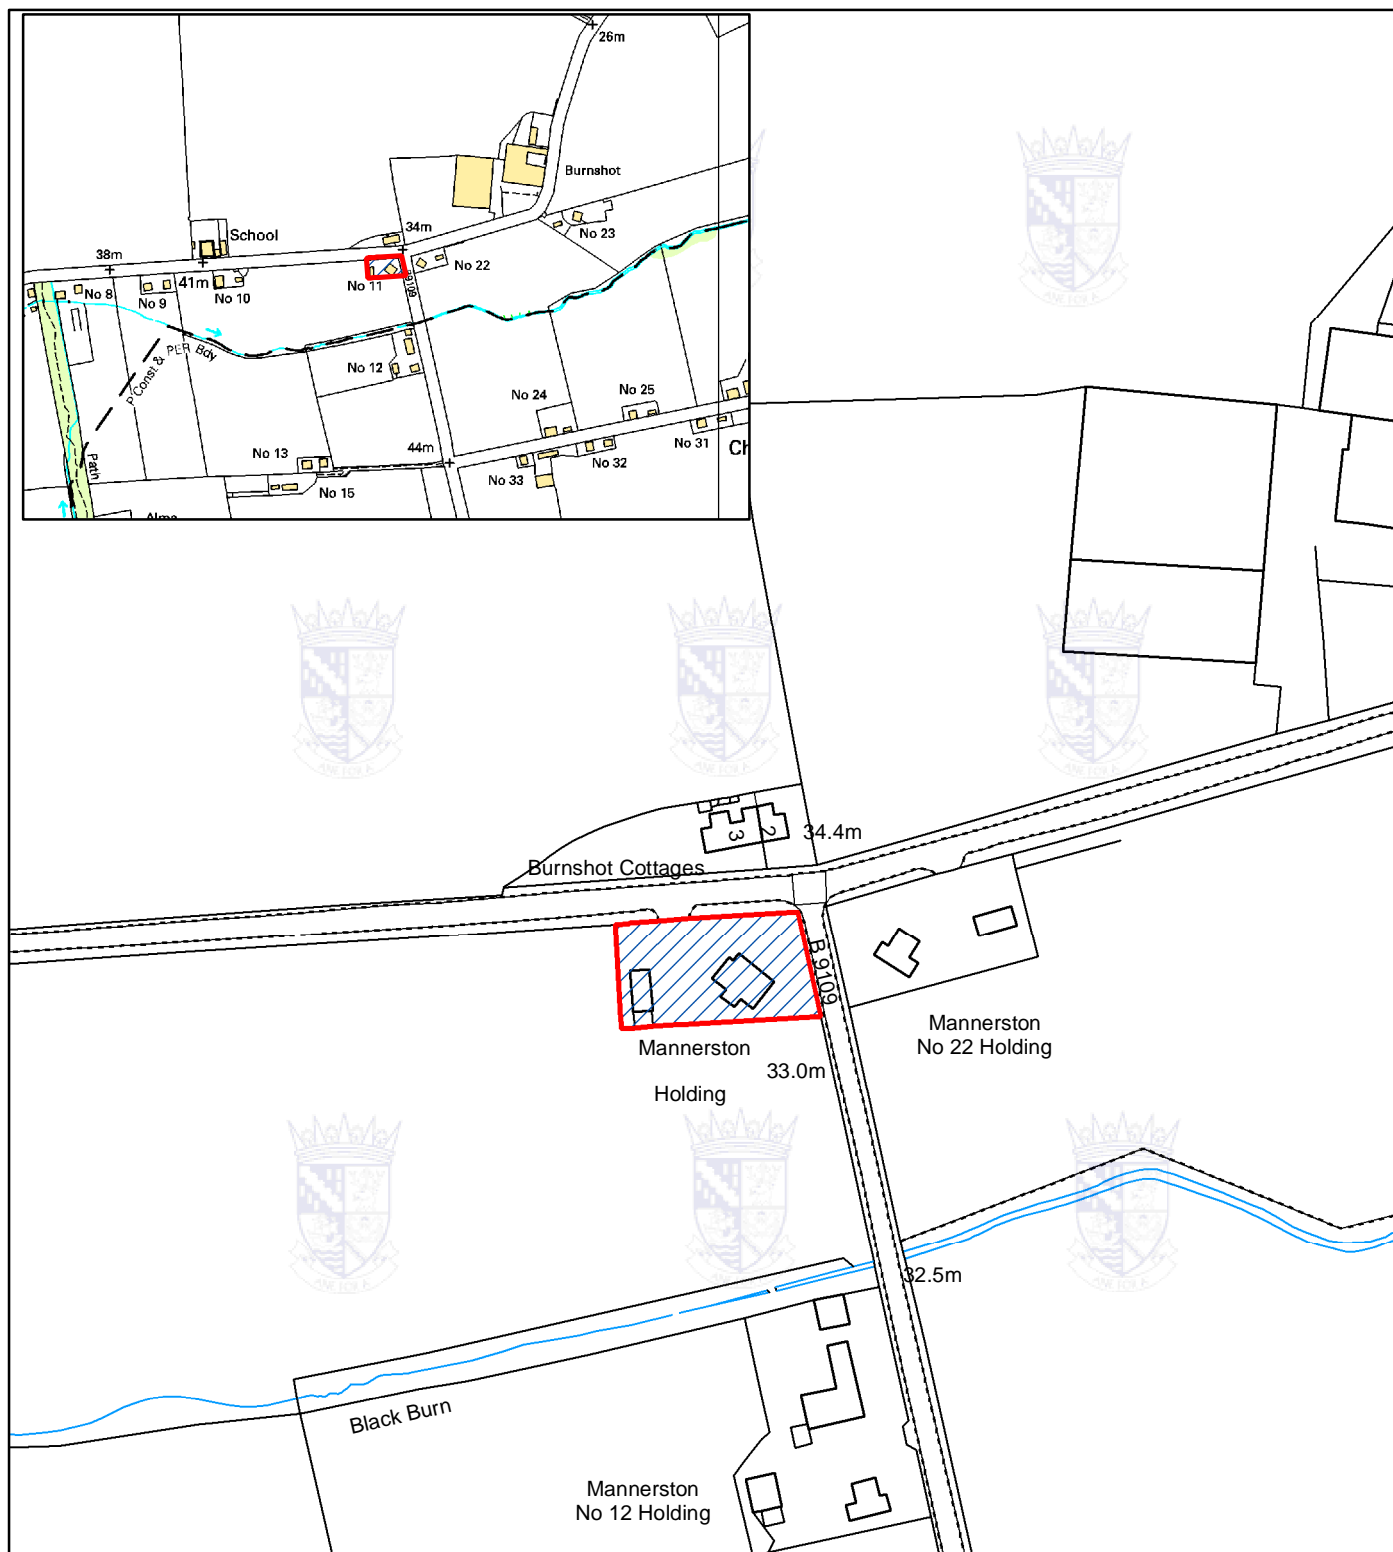 26m
Burnshot
34m
School
No 23
38m
No 22
41m
No 8
No 9
No 10
No 11
9109
P Const & PER Bdy
No 12
No 24
No 25
No 31
Ch
No 13
44m
No 32
Path
No 15
No 33
Alma
3
2
34.4m
Burnshot Cottages
B 9109
Mannerston
No 22 Holding
Mannerston
33.0m
Holding
32.5m
Black Burn
Mannerston
No 12 Holding